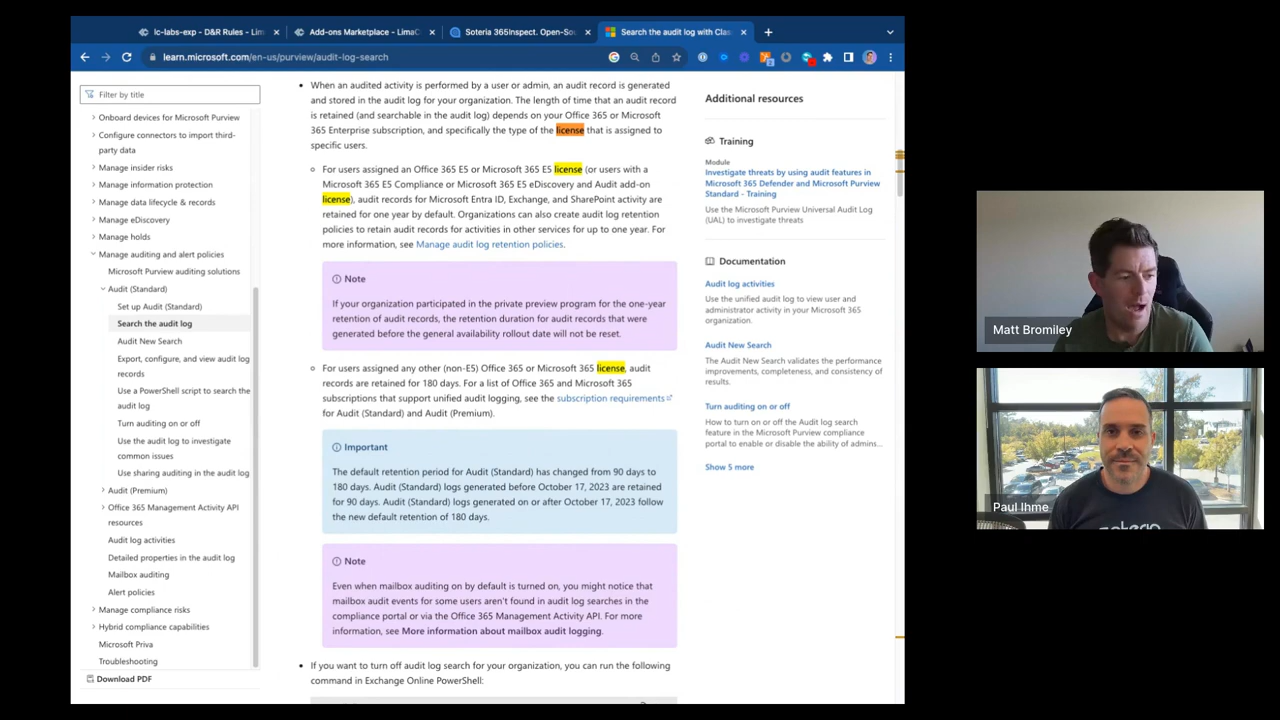 lc-labs-exp - D&R Rules - Lim
Add-ons Marketplace - LimaC
Soteria 365Inspect. Open-Sou
Search the audit log with Clas
learn.microsoft.com/en-us/purview/audit-log-search
Filter by title
Onboard devices for Microsoft Purview
Configure connectors to import third-
party data
Manage insider risks
Manage information protection
Manage data lifecycle & records
Manage eDiscovery
Manage holds
Manage auditing and alert policies
Microsoft Purview auditing solutions
Audit (Standard)
Set up Audit (Standard)
Search the audit log
Audit New Search
Export, configure, and view audit log
records
Use a PowerShell script to search the
audit log
Turn auditing on or off
Use the audit log to investigate
common issues
Use sharing auditing in the audit log
Audit (Premium)
Office 365 Management Activity API
resources
Audit log activities
Detailed properties in the audit log
Mailbox auditing
Alert policies
Manage compliance risks
Hybrid compliance capabilities
Microsoft Priva
Troubleshooting
Download PDF
When an audited activity is performed by a user or admin, an audit record is generated
and stored in the audit log for your organization. The length of time that an audit record
is retained (and searchable in the audit log) depends on your Office 365 or Microsoft
365 Enterprise subscription, and specifically the type of the license that is assigned to
specific users.
For users assigned an Office 365 E5 or Microsoft 365 E5 license (or users with a
Microsoft 365 E5 Compliance or Microsoft 365 E5 eDiscovery and Audit add-on
license), audit records for Microsoft Entra ID, Exchange, and SharePoint activity are
retained for one year by default. Organizations can also create audit log retention
policies to retain audit records for activities in other services for up to one year. For
more information, see Manage audit log retention policies.
Note
If your organization participated in the private preview program for the one-year
retention of audit records, the retention duration for audit records that were
generated before the general availability rollout date will not be reset.
For users assigned any other (non-E5) Office 365 or Microsoft 365 license, audit
records are retained for 180 days. For a list of Office 365 and Microsoft 365
subscriptions that support unified audit logging, see the subscription requirements
for Audit (Standard) and Audit (Premium).
Important
The default retention period for Audit (Standard) has changed from 90 days to
180 days. Audit (Standard) logs generated before October 17, 2023 are retained
for 90 days. Audit (Standard) logs generated on or after October 17, 2023 follow
the new default retention of 180 days.
Note
Even when mailbox auditing on by default is turned on, you might notice that
mailbox audit events for some users aren't found in audit log searches in the
compliance portal or via the Office 365 Management Activity API. For more
information, see More information about mailbox audit logging.
If you want to turn off audit log search for your organization, you can run the following
command in Exchange Online PowerShell:
Additional resources
Training
Module
Investigate threats by using audit features in
Microsoft 365 Defender and Microsoft Purview
Standard - Training
Use the Microsoft Purview Universal Audit Log
(UAL) to investigate threats
Documentation
Audit log activities
Use the unified audit log to view user and
administrator activity in your Microsoft 365
organization.
Audit New Search
The Audit New Search validates the performance
improvements, completeness, and consistency of
results.
Turn auditing on or off
How to turn on or off the Audit log search
feature in the Microsoft Purview compliance
portal to enable or disable the ability of admins...
Show 5 more
Matt Bromiley
Paul Ihme